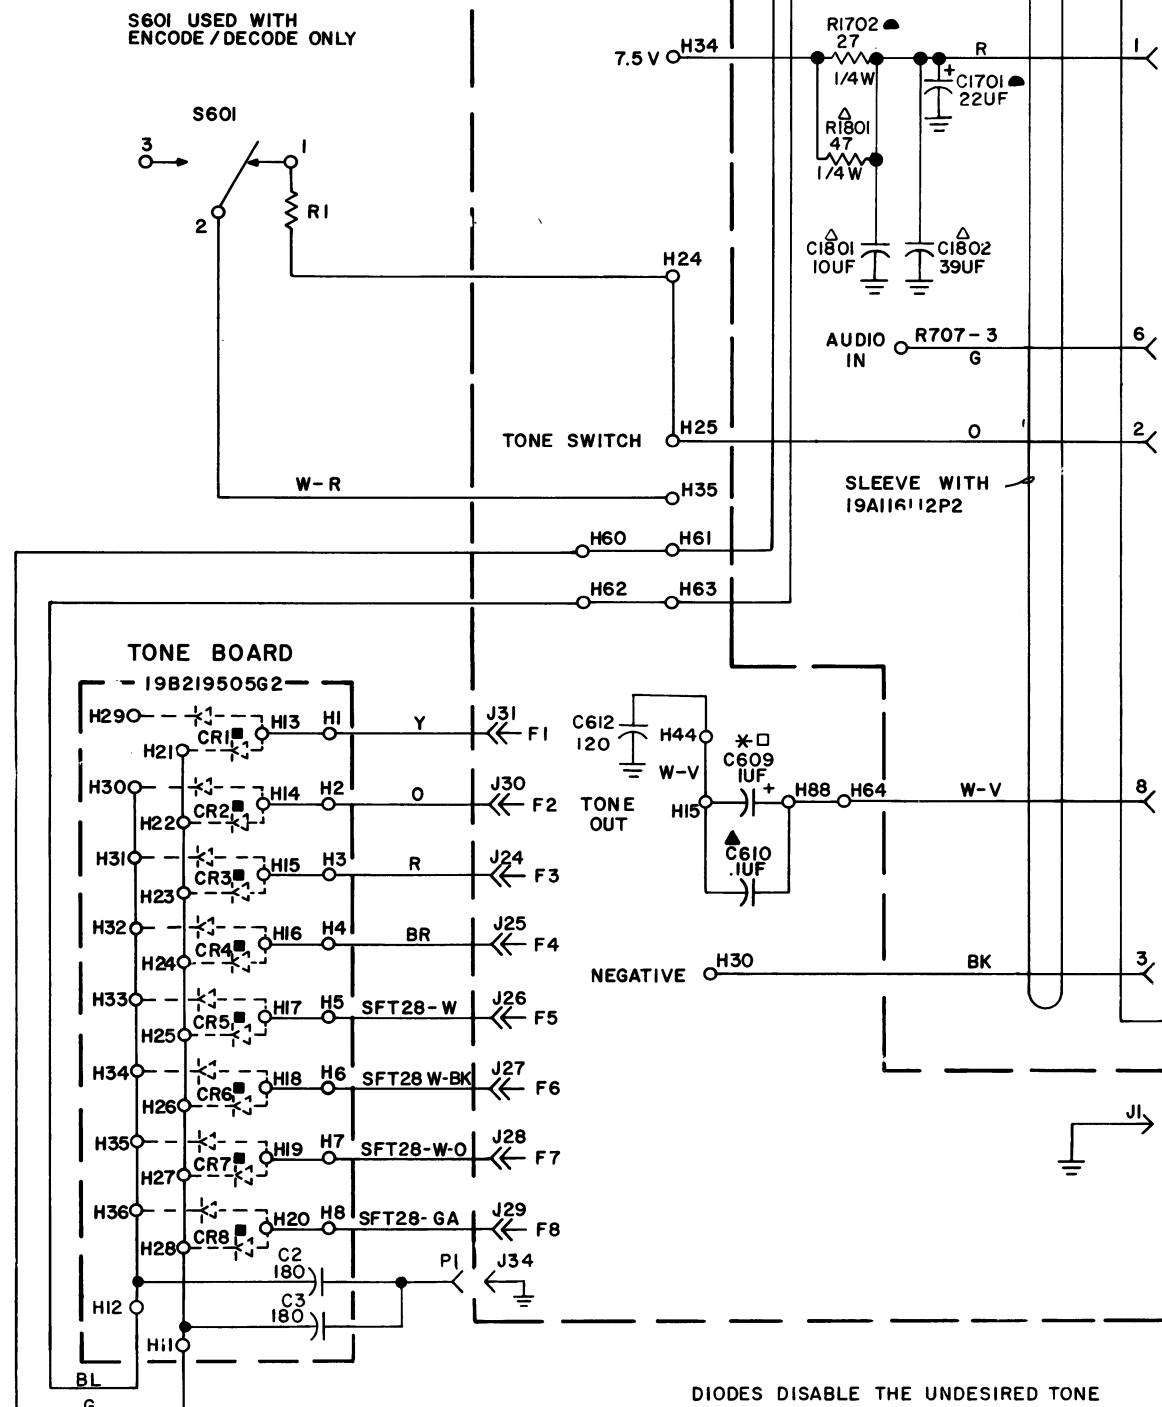 S601 USED WITH
ENCODE/DECODE ONLY
S601
3
1
2
R1
W-R
7.5V
H34
R1702
27
1/4W
R
1
+
C1701
22UF
R1801
47
1/4W
C1801
10UF
C1802
39UF
H24
AUDIO
IN
R707-3
G
6
TONE SWITCH
H25
O
2
H35
SLEEVE WITH
19A116112P2
H60
H61
H62
H63
TONE BOARD
19B219505G2
H29
CR1
H21
H13
H1
Y
J31
F1
H30
CR2
H22
H14
H2
O
J30
F2
H31
CR3
H23
H15
H3
R
J24
F3
H32
CR4
H24
H16
H4
BR
J25
F4
H33
CR5
H25
H17
H5
SFT28-W
J26
F5
H34
CR6
H26
H18
H6
SFT28 W-BK
J27
F6
H35
CR7
H27
H19
H7
SFT28-W-O
J28
F7
H36
CR8
H28
H20
H8
SFT28-GA
J29
F8
C2
180
P1
J34
H12
C3
180
H11
BL
G
C612
120
H44
W-V
C609
1UF
+
TONE
OUT
H15
H88
H64
W-V
8
C610
.1UF
NEGATIVE
H30
BK
3
J1
DIODES DISABLE THE UNDESIRED TONE